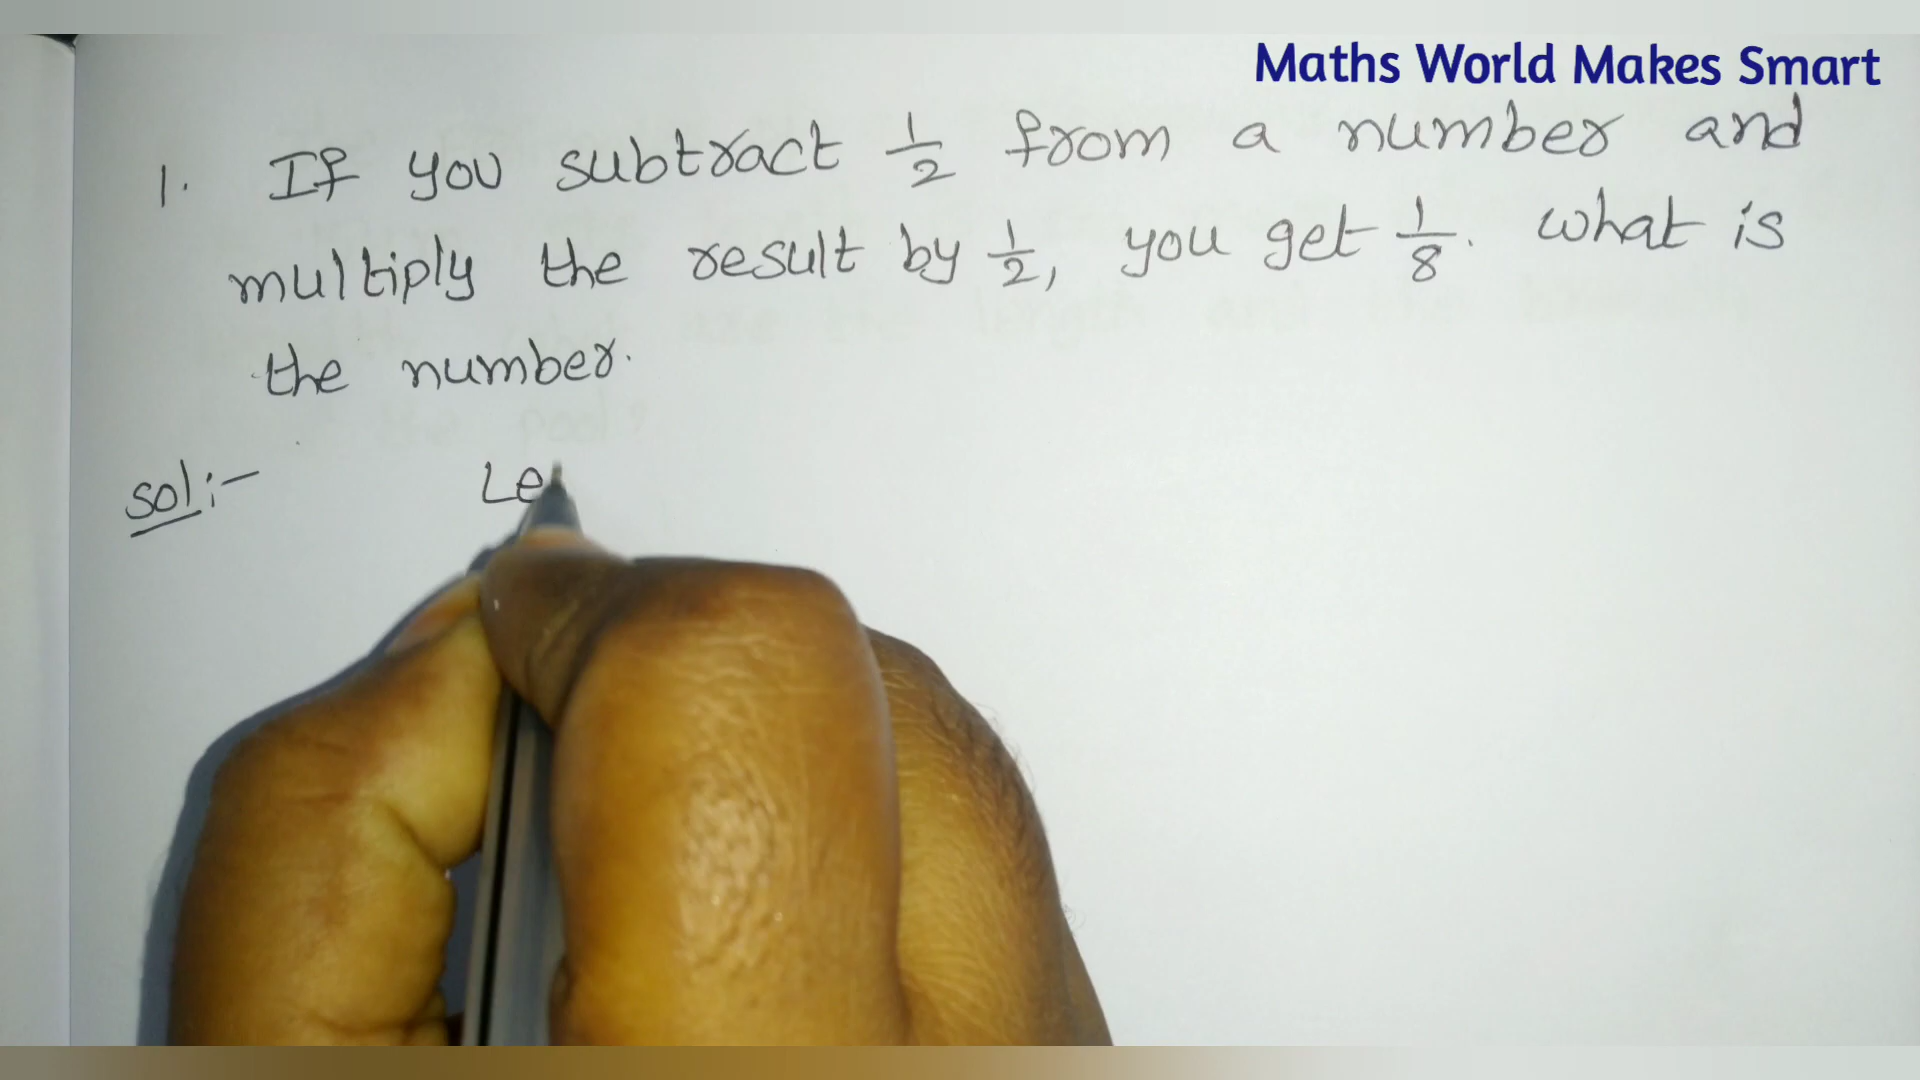 Maths World Makes Smart
1. If you subtract 1/2 from a number and
multiply the result by 1/2, you get 1/8. what is
the number.
sol:- Le